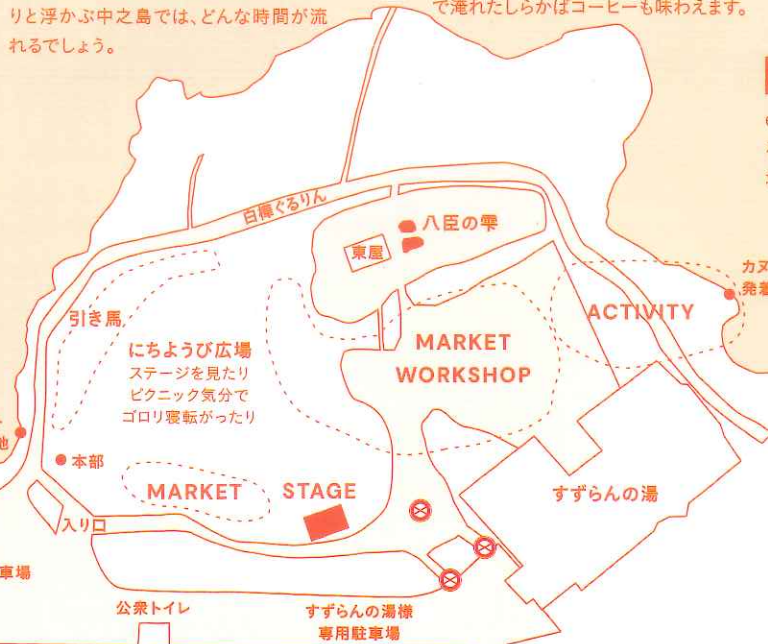 りと浮かぶ中之島では、どんな時間が流
れるでしょう。
で淹れたしらかばコーヒーも味わえます。
白樺ぐるりん
八臣の雫
東屋
カヌ
発着
引き馬
ACTIVITY
にちようび広場
ステージを見たり
ピクニック気分で
ゴロリ寝転がったり
MARKET
WORKSHOP
地
本部
MARKET
STAGE
すずらんの湯
入り口
車場
公衆トイレ
すずらんの湯様
専用駐車場